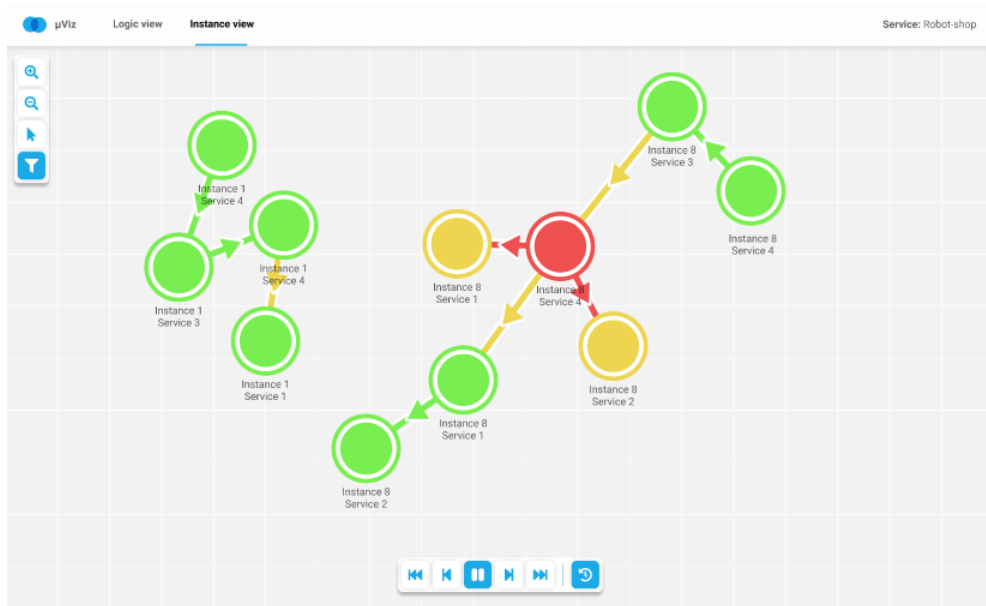 µViz
Logic view
Instance view
Service: Robot-shop
Instance 1
Service 4
Instance 1
Service 4
Instance 1
Service 3
Instance 1
Service 1
Instance 8
Service 3
Instance 8
Service 4
Instance 8
Service 1
Instance 8
Service 4
Instance 8
Service 2
Instance 8
Service 1
Instance 8
Service 2